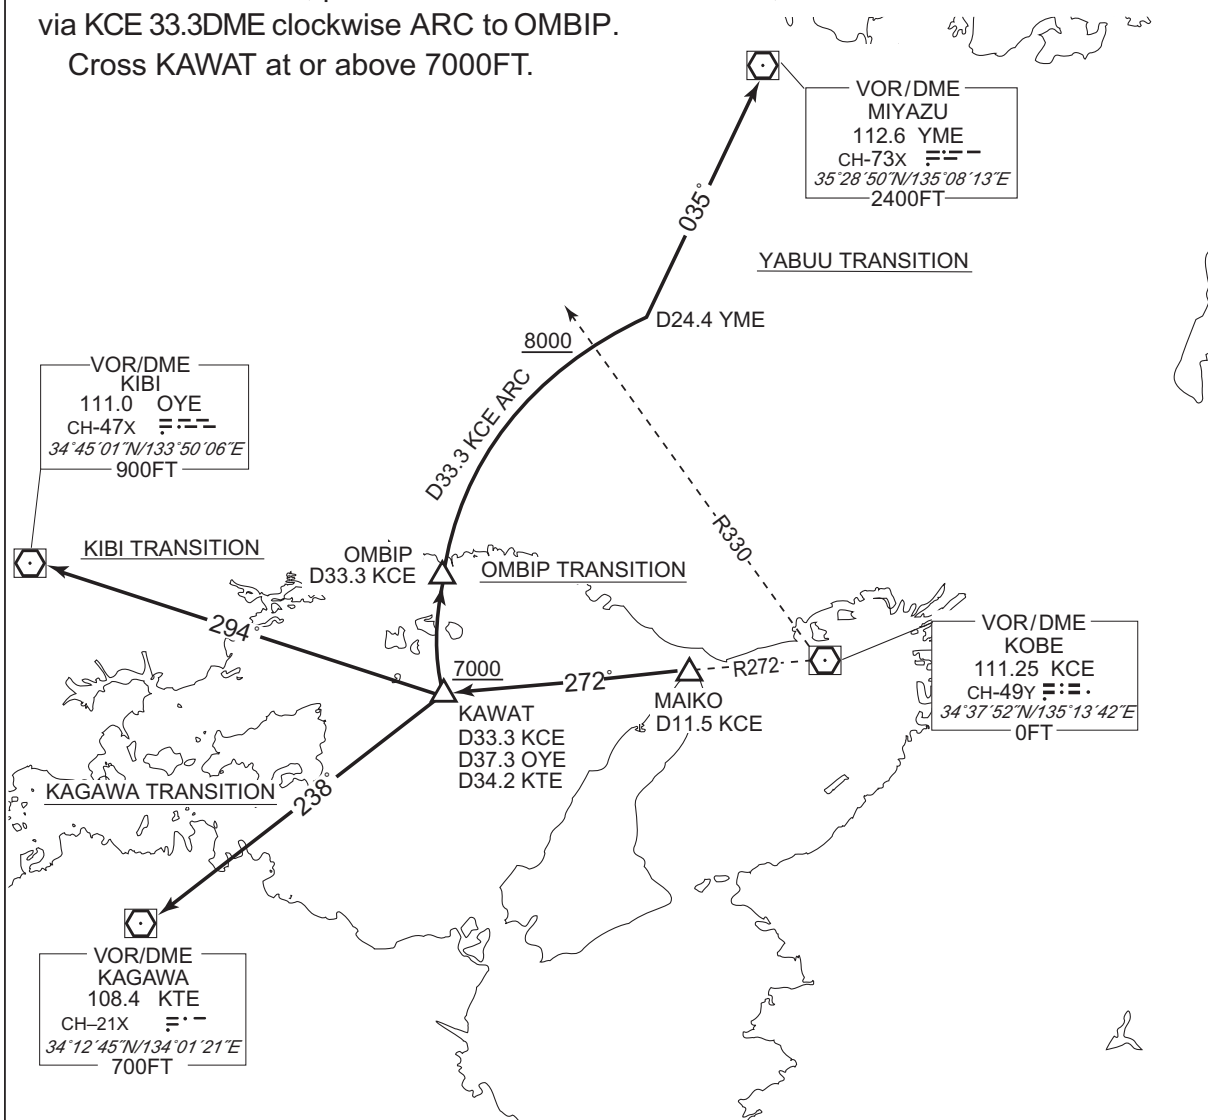 via KCE 33.3DME clockwise ARC to OMBIP.
Cross KAWAT at or above 7000FT.
VOR/DME
MIYAZU
112.6 YME
CH-73X
35°28´50˝N/135°08´13˝E
2400FT
035°
YABUU TRANSITION
D24.4 YME
8000
VOR/DME
KIBI
111.0 OYE
CH-47X
34°45´01˝N/133°50´06˝E
900FT
D33.3 KCE ARC
R330
KIBI TRANSITION
OMBIP
D33.3 KCE
OMBIP TRANSITION
294°
VOR/DME
KOBE
111.25 KCE
CH-49Y
34°37´52˝N/135°13´42˝E
0FT
7000
272°
R272
MAIKO
D11.5 KCE
KAWAT
D33.3 KCE
D37.3 OYE
D34.2 KTE
KAGAWA TRANSITION
238°
VOR/DME
KAGAWA
108.4 KTE
CH–21X
34°12´45˝N/134°01´21˝E
700FT